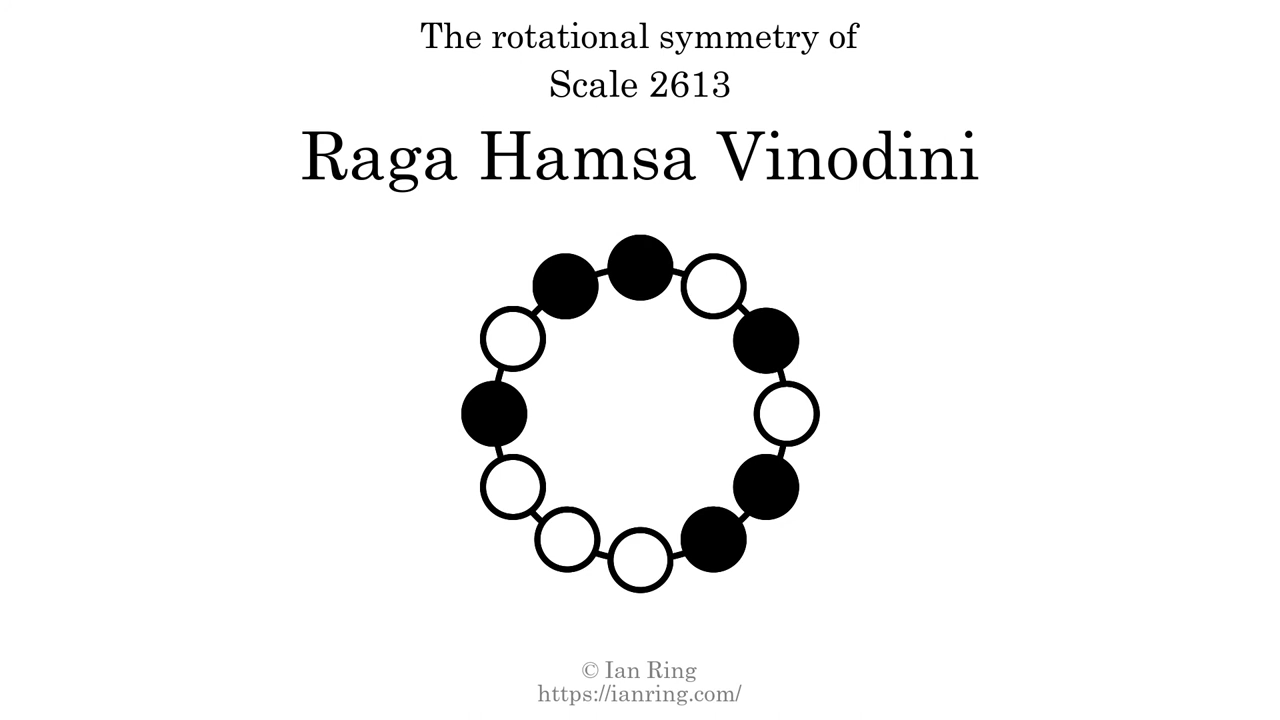 The rotational symmetry of
Scale 2613
Raga Hamsa Vinodini
© Ian Ring
https://ianring.com/